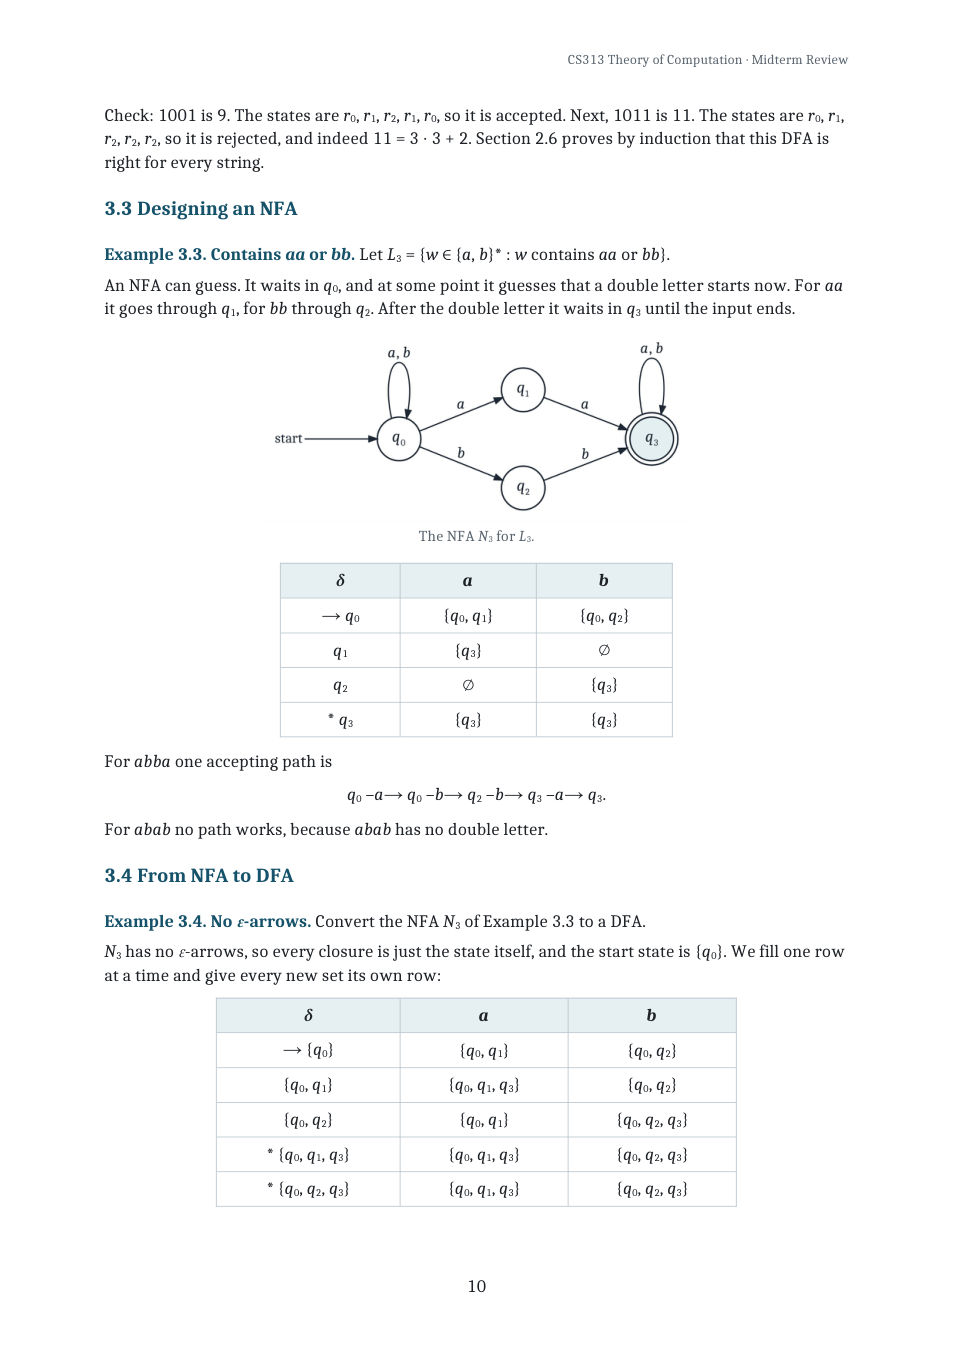 CS313 Theory of Computation · Midterm Review
Check: 1001 is 9. The states are r₀, r₁, r₂, r₁, r₀, so it is accepted. Next, 1011 is 11. The states are r₀, r₁,
r₂, r₂, r₂, so it is rejected, and indeed 11 = 3 · 3 + 2. Section 2.6 proves by induction that this DFA is
right for every string.
3.3 Designing an NFA
Example 3.3. Contains aa or bb. Let L₃ = {w ∈ {a, b}* : w contains aa or bb}.
An NFA can guess. It waits in q₀, and at some point it guesses that a double letter starts now. For aa
it goes through q₁, for bb through q₂. After the double letter it waits in q₃ until the input ends.
a, b
a, b
q₁
a
a
start
q₀
q₃
b
b
q₂
The NFA N₃ for L₃.
δ a b
→ q₀ {q₀, q₁} {q₀, q₂}
q₁ {q₃} ∅
q₂ ∅ {q₃}
* q₃ {q₃} {q₃}
For abba one accepting path is
q₀ –a→ q₀ –b→ q₂ –b→ q₃ –a→ q₃.
For abab no path works, because abab has no double letter.
3.4 From NFA to DFA
Example 3.4. No ε-arrows. Convert the NFA N₃ of Example 3.3 to a DFA.
N₃ has no ε-arrows, so every closure is just the state itself, and the start state is {q₀}. We fill one row
at a time and give every new set its own row:
δ a b
→ {q₀} {q₀, q₁} {q₀, q₂}
{q₀, q₁} {q₀, q₁, q₃} {q₀, q₂}
{q₀, q₂} {q₀, q₁} {q₀, q₂, q₃}
* {q₀, q₁, q₃} {q₀, q₁, q₃} {q₀, q₂, q₃}
* {q₀, q₂, q₃} {q₀, q₁, q₃} {q₀, q₂, q₃}
10